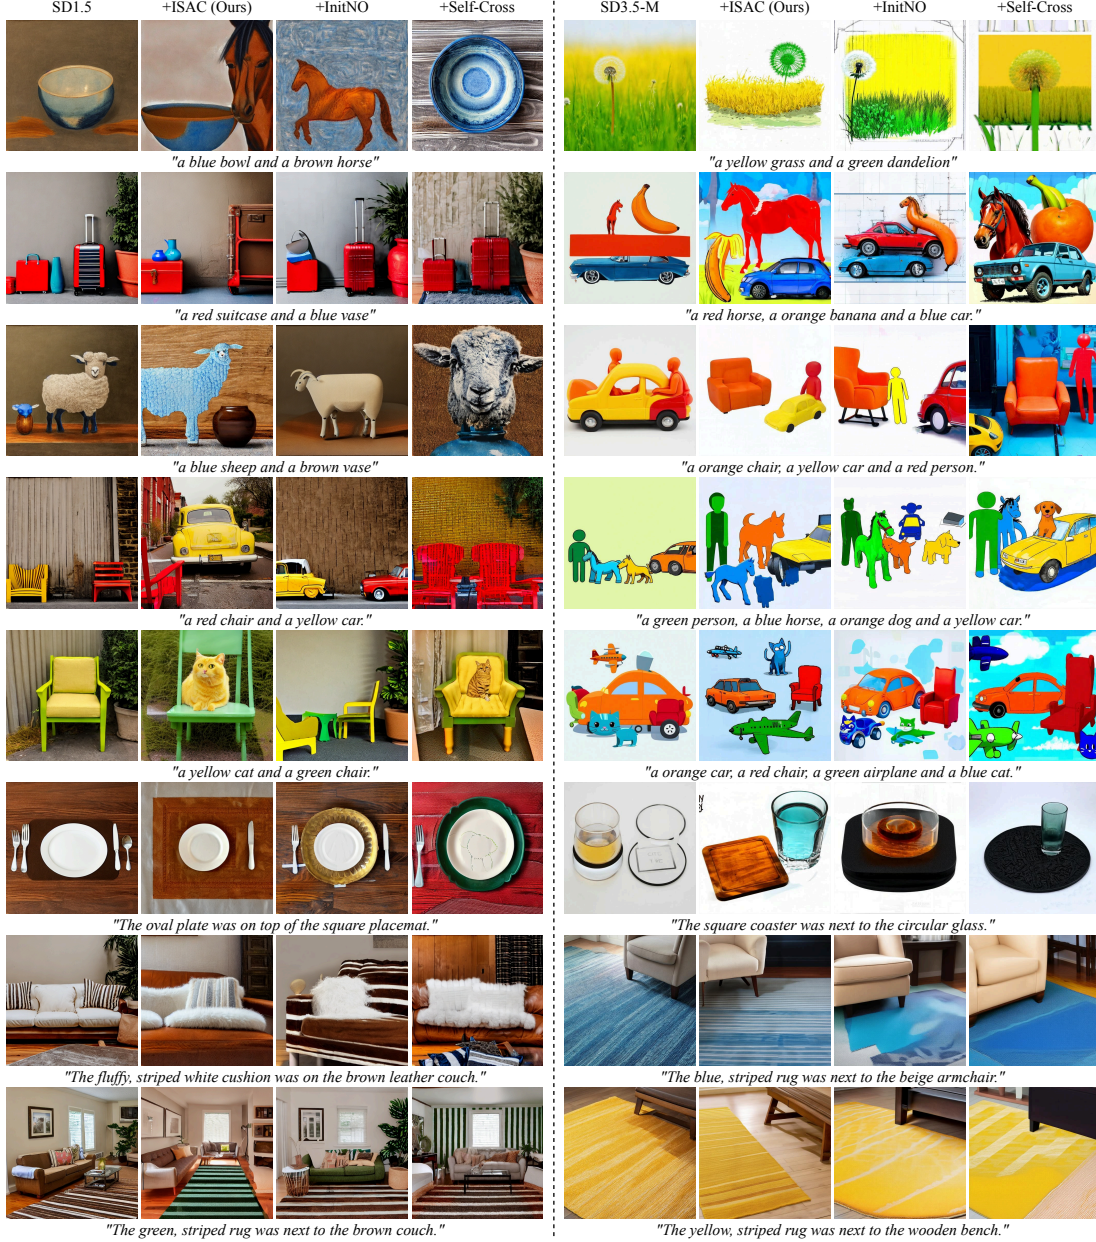 SD1.5 +ISAC (Ours) +InitNO +Self-Cross SD3.5-M +ISAC (Ours) +InitNO +Self-Cross
"a blue bowl and a brown horse" "a yellow grass and a green dandelion"
"a red suitcase and a blue vase" "a red horse, a orange banana and a blue car."
"a blue sheep and a brown vase" "a orange chair, a yellow car and a red person."
"a red chair and a yellow car." "a green person, a blue horse, a orange dog and a yellow car."
"a yellow cat and a green chair." "a orange car, a red chair, a green airplane and a blue cat."
"The oval plate was on top of the square placemat." "The square coaster was next to the circular glass."
"The fluffy, striped white cushion was on the brown leather couch." "The blue, striped rug was next to the beige armchair."
"The green, striped rug was next to the brown couch." "The yellow, striped rug was next to the wooden bench."